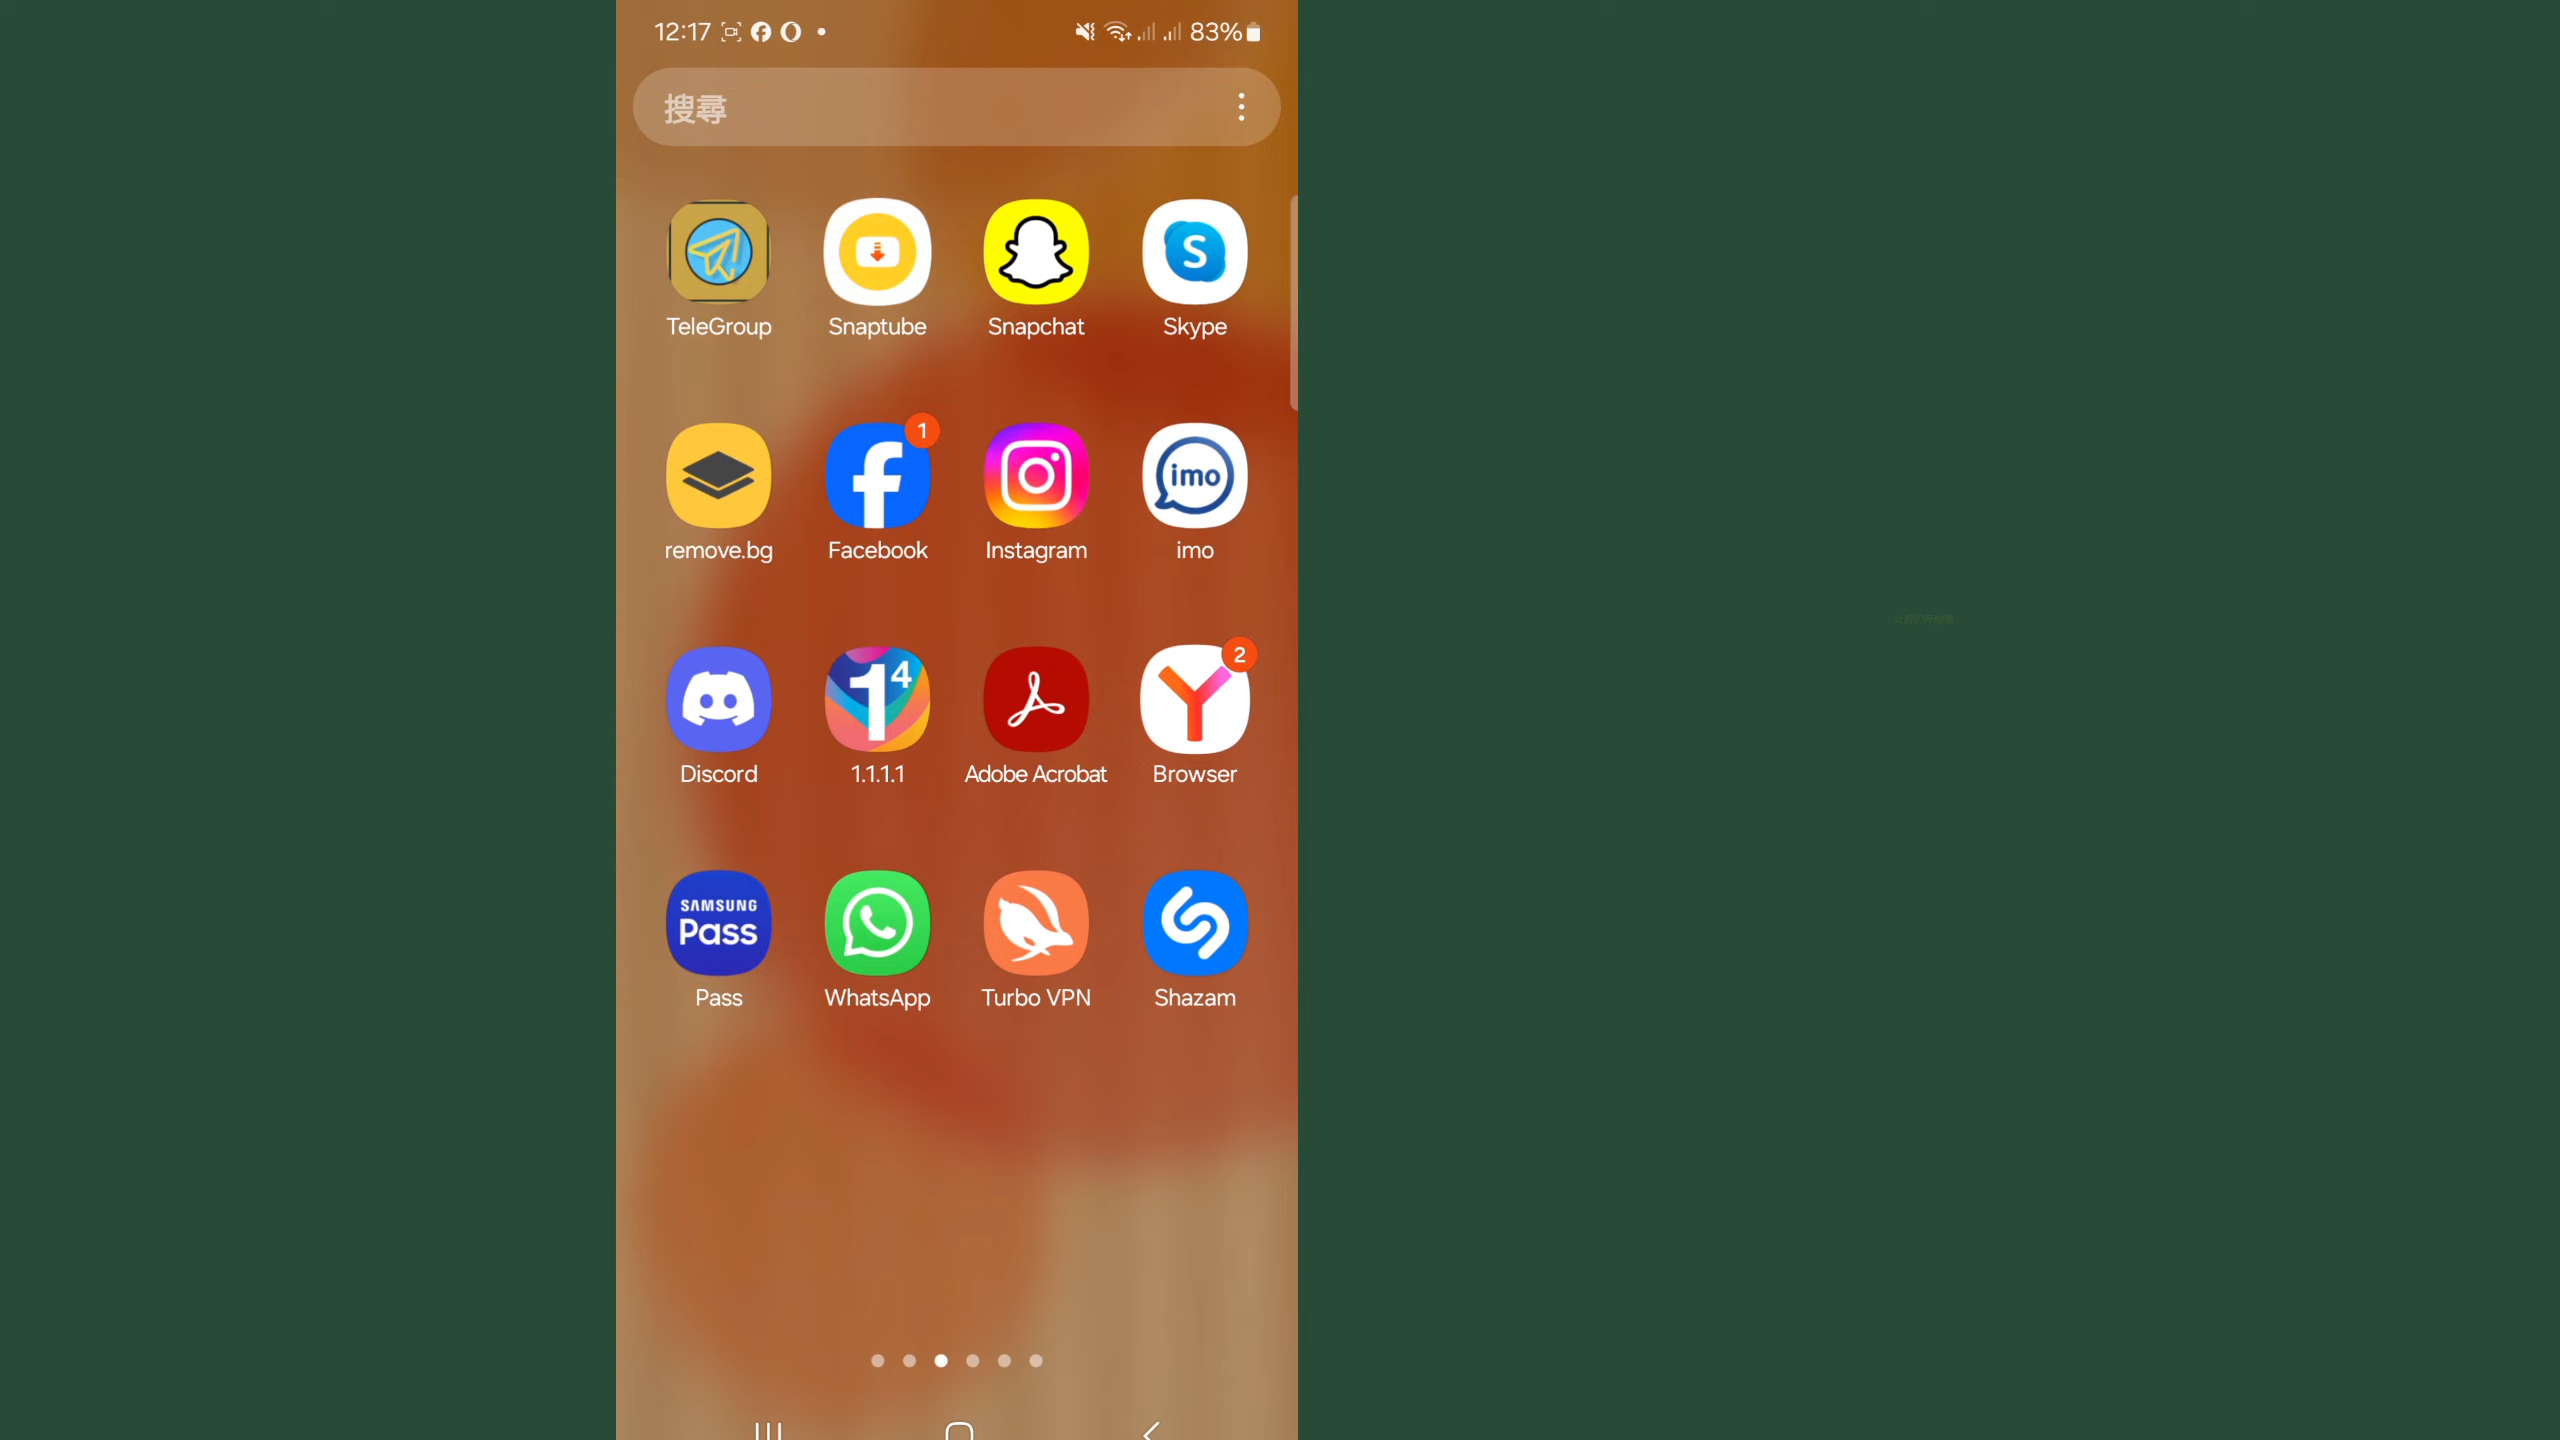 12:17
83%
搜尋
TeleGroup
Snaptube
Snapchat
S
Skype
1
imo
remove.bg
Facebook
Instagram
imo
1⁴
2
Discord
1.1.1.1
Adobe Acrobat
Browser
SAMSUNG
Pass
Pass
WhatsApp
Turbo VPN
Shazam